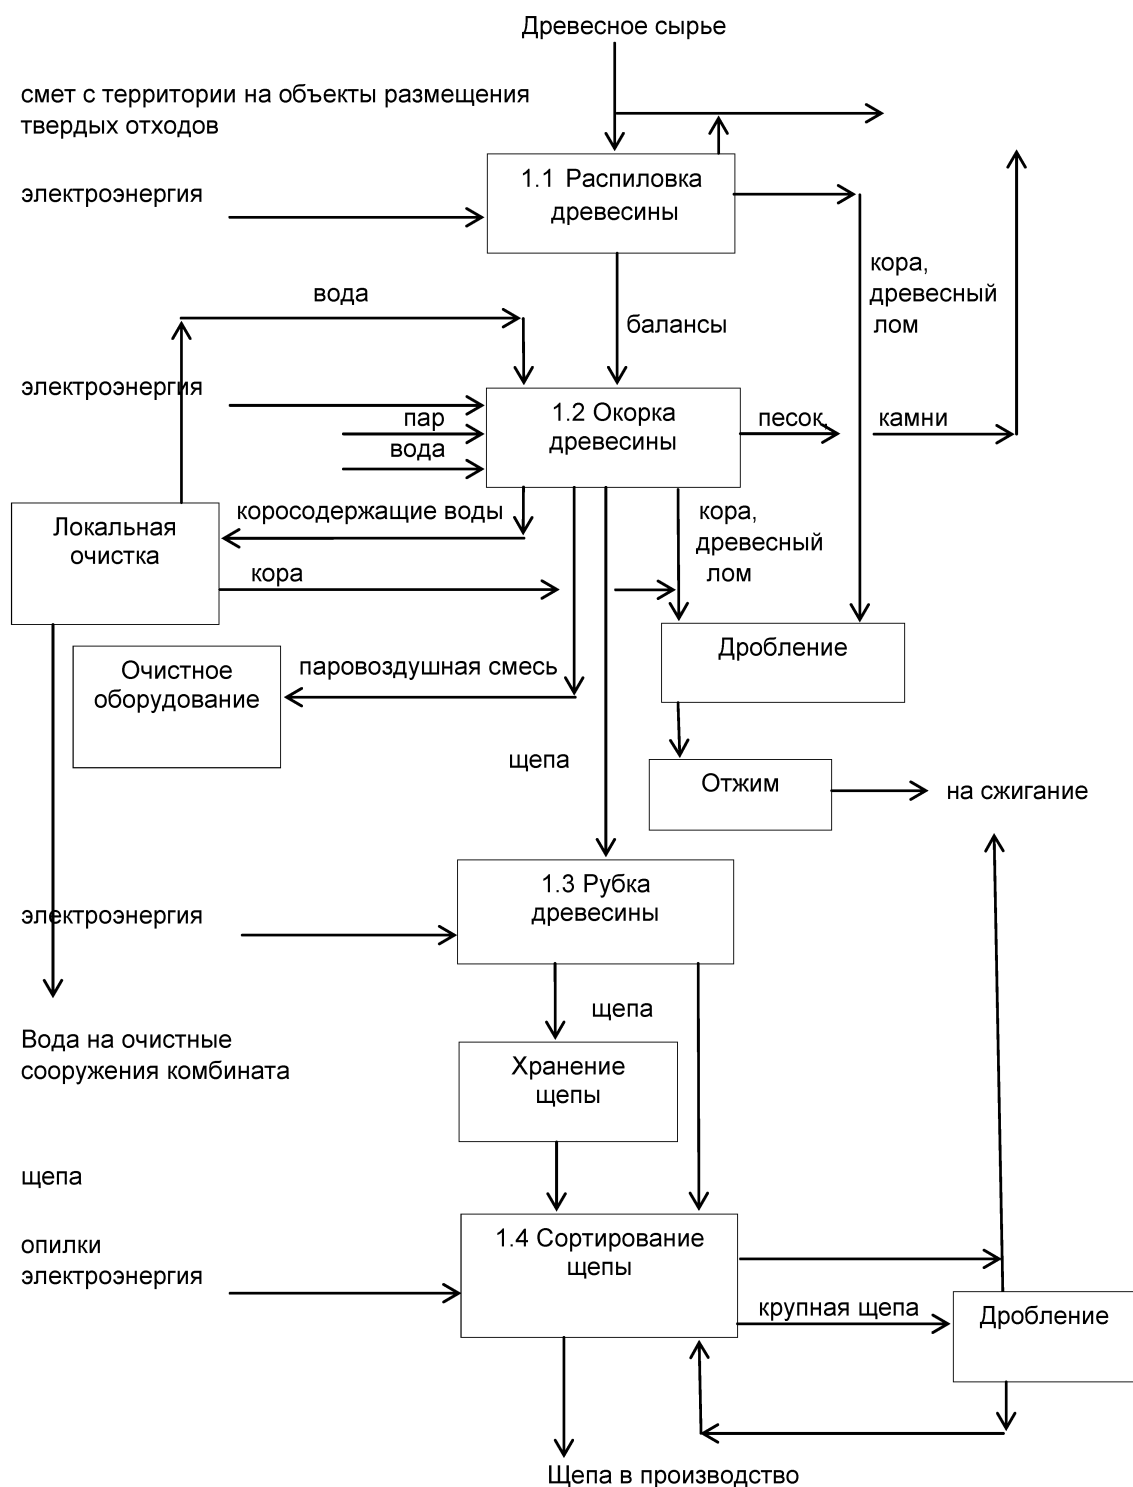 Древесное сырье
смет с территории на объекты размещения
твердых отходов
1.1 Распиловка
древесины
электроэнергия
кора,
древесный
лом
вода
балансы
электроэнергия
1.2 Окорка
древесины
пар
вода
песок,
камни
коросодержащие воды
кора,
древесный
лом
Локальная
очистка
кора
Дробление
Очистное
оборудование
паровоздушная смесь
щепа
Отжим
на сжигание
1.3 Рубка
древесины
электроэнергия
щепа
Вода на очистные
сооружения комбината
Хранение
щепы
щепа
1.4 Сортирование
щепы
опилки
электроэнергия
крупная щепа
Дробление
Щепа в производство